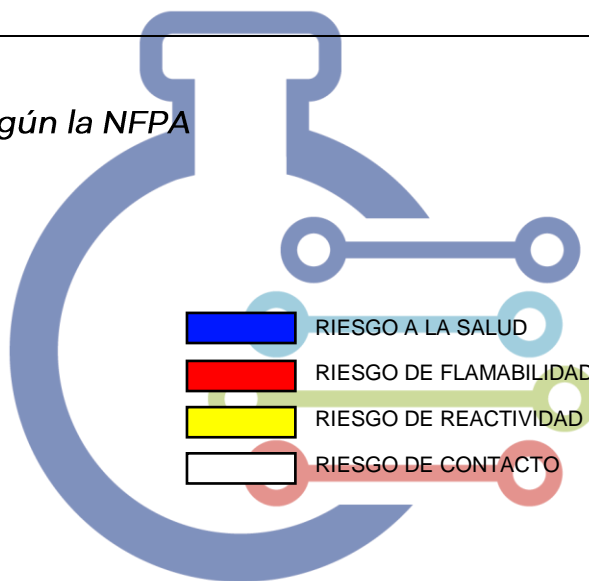 gún la NFPA
RIESGO A LA SALUD
RIESGO DE FLAMABILIDAD
RIESGO DE REACTIVIDAD
RIESGO DE CONTACTO